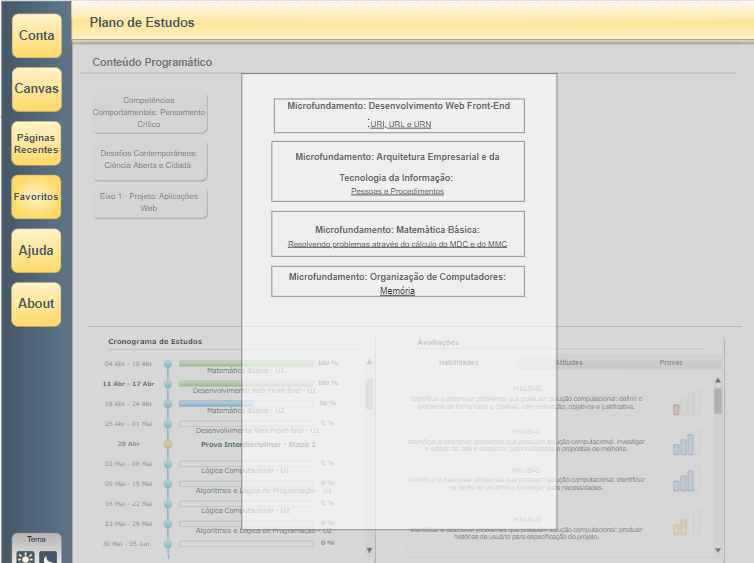 Conta
Canvas
Páginas
Recentes
Favoritos
Ajuda
About
Tema
Plano de Estudos
Conteúdo Programático
Competências
Comportamentais: Pensamento
Crítico
Desafios Contemporâneos:
Ciência Aberta e Cidadã
Eixo 1 - Projeto: Aplicações
Web
Microfundamento: Desenvolvimento Web Front-End
:URI, URL e URN
Microfundamento: Arquitetura Empresarial e da
Tecnologia da Informação:
Pessoas e Procedimentos
Microfundamento: Matemática Básica:
Resolvendo problemas através do cálculo do MDC e do MMC
Microfundamento: Organização de Computadores:
Memória
Cronograma de Estudos
04 Abr - 10 Abr 100 %
Matemática Básica - U1
11 Abr - 17 Abr 100 %
Desenvolvimento Web Front-End - U1
18 Abr - 24 Abr 50 %
Matemática Básica - U2
25 Abr - 01 Mai 0 %
Desenvolvimento Web Front-End - U2
28 Abr Prova Interdisciplinar - Etapa 1
02 Mai - 08 Mai 0 %
Lógica Computacional - U1
09 Mai - 15 Mai 0 %
Algoritmos e Lógica de Programação - U1
16 Mai - 22 Mai 0 %
Lógica Computacional - U2
23 Mai - 29 Mai 0 %
Algoritmos e Lógica de Programação - U2
30 Mai - 05 Jun 0 %
Avaliações
Habilidades Atitudes Provas
H1a-SI-G
Identificar e descrever problemas que possuem solução computacional: definir o
problema de forma clara e objetiva, com motivação, objetivos e justificativa.
H1b-SI-G
Identificar e descrever problemas que possuem solução computacional: investigar
o estado da arte e relacionar potencialidades e propostas de melhoria.
H1c-SI-G
Identificar e descrever problemas que possuem solução computacional: identificar
os perfis de usuários e investigar suas necessidades.
H1d-SI-G
Identificar e descrever problemas que possuem solução computacional: produzir
histórias de usuário para especificação do projeto.